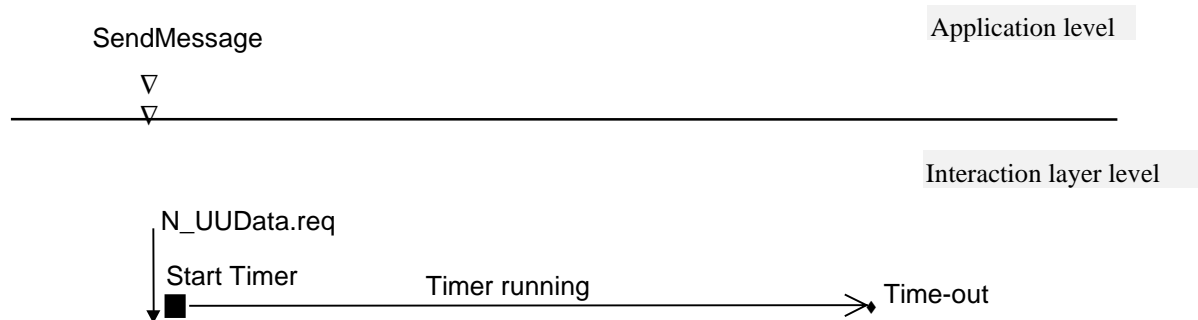 Application level
SendMessage
Interaction layer level
N_UUData.req
Start Timer
Timer running
Time-out